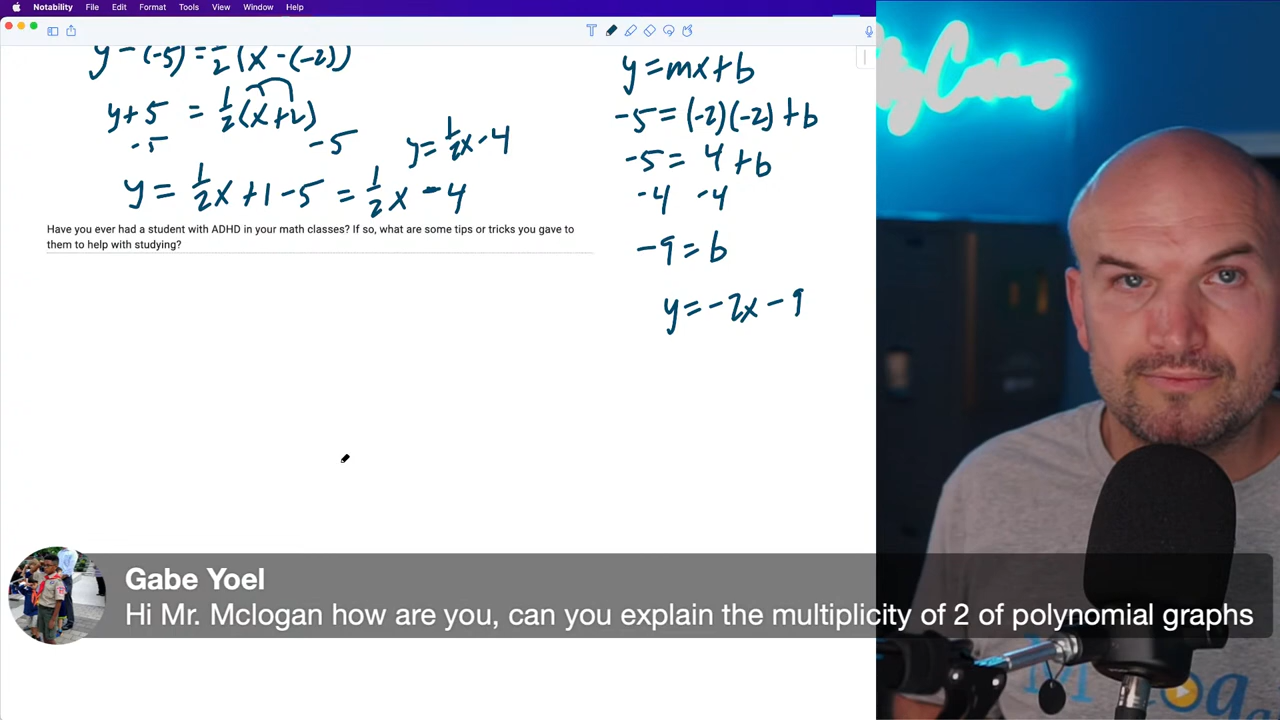 Notability File Edit Format Tools View Window Help
y-(-5) = 1/2(x-(-2))
y+5 = 1/2(x+2)
-5 -5
y= 1/2x-4
y = 1/2x+1-5 = 1/2x-4
Have you ever had a student with ADHD in your math classes? If so, what are some tips or tricks you gave to
them to help with studying?
y=mx+b
-5=(-2)(-2)+b
-5= 4+b
-4 -4
-9=b
y=-2x-9
Gabe Yoel
Hi Mr. Mclogan how are you, can you explain the multiplicity of 2 of polynomial graphs